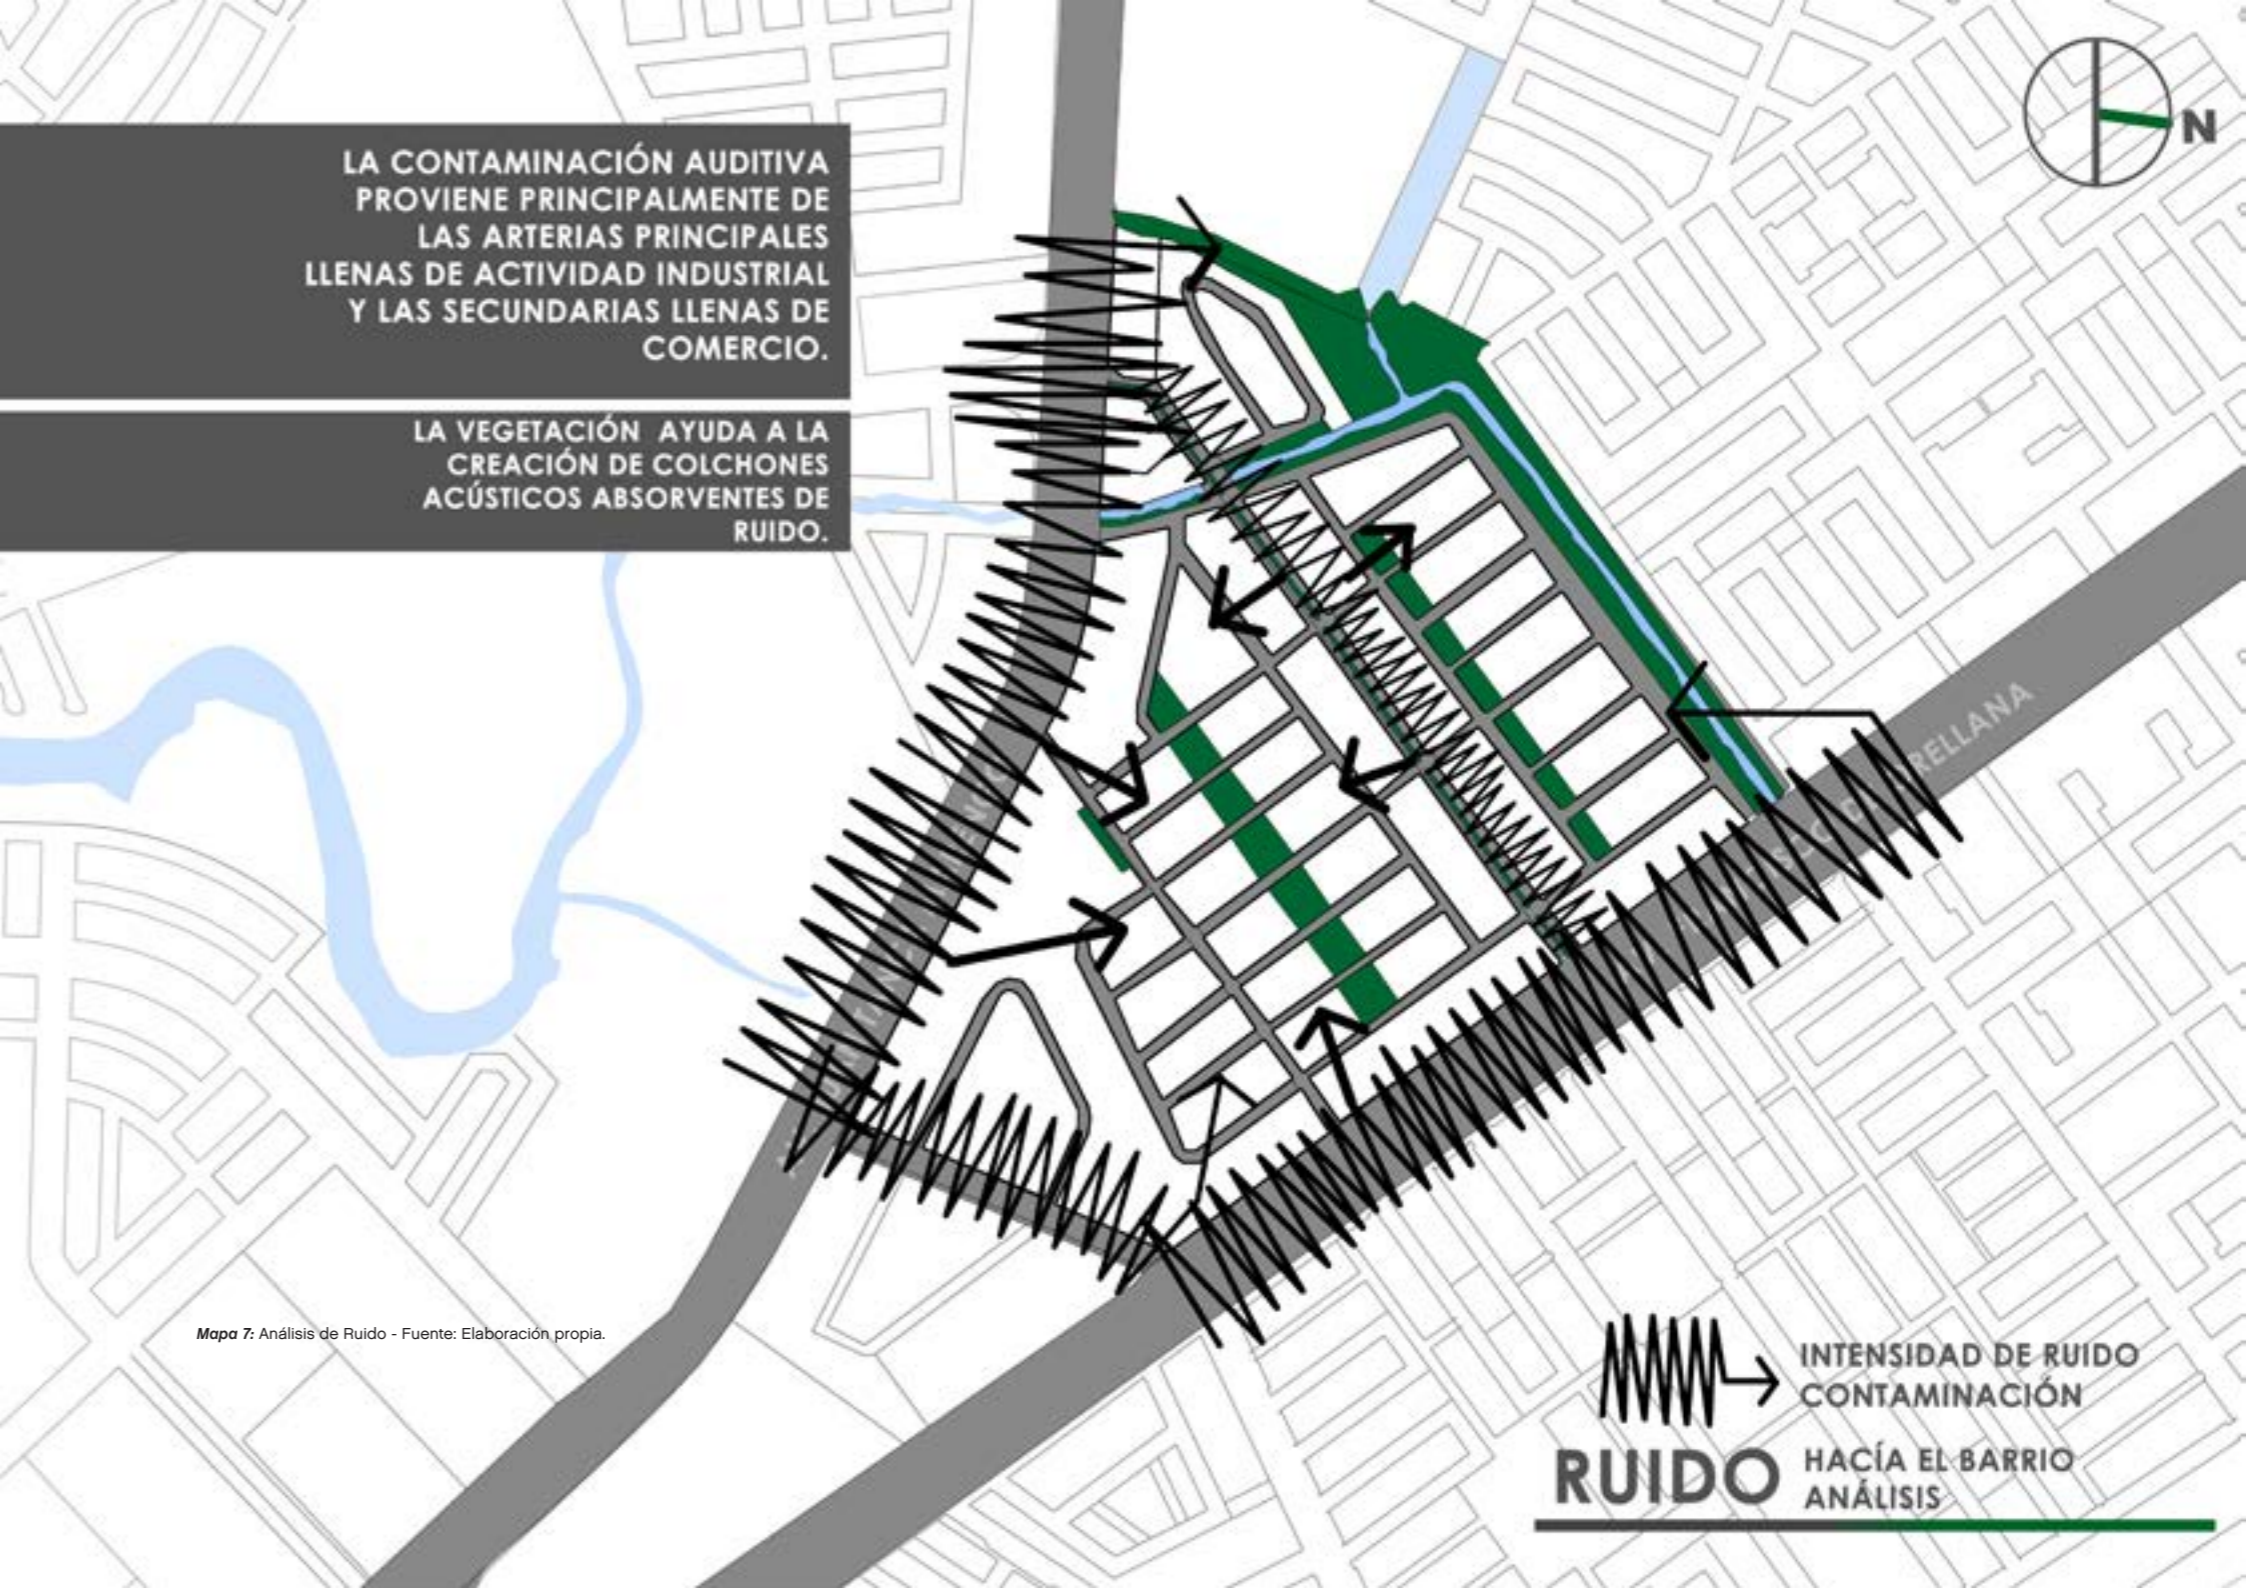 N
LA CONTAMINACIÓN AUDITIVA
PROVIENE PRINCIPALMENTE DE
LAS ARTERIAS PRINCIPALES
LLENAS DE ACTIVIDAD INDUSTRIAL
Y LAS SECUNDARIAS LLENAS DE
COMERCIO.
LA VEGETACIÓN AYUDA A LA
CREACIÓN DE COLCHONES
ACÚSTICOS ABSORVENTES DE
RUIDO.
Mapa 7: Análisis de Ruido - Fuente: Elaboración propia.
INTENSIDAD DE RUIDO
CONTAMINACIÓN
RUIDO
HACÍA EL BARRIO
ANÁLISIS